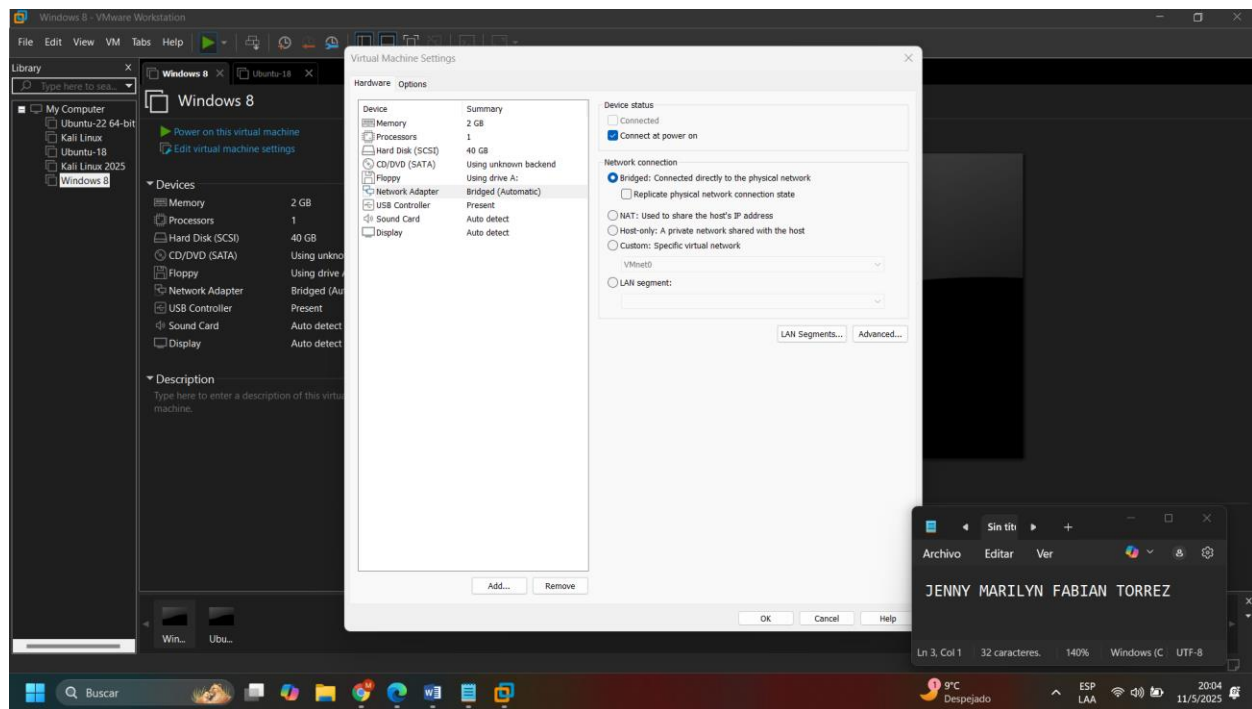 Windows 8 - VMware Workstation
File Edit View VM Tabs Help
Library X
Type here to sea...
My Computer
Ubuntu-22 64-bit
Kali Linux
Ubuntu-18
Kali Linux 2025
Windows 8
Windows 8 X Ubuntu-18 X
Windows 8
Power on this virtual machine
Edit virtual machine settings
Devices
Memory 2 GB
Processors 1
Hard Disk (SCSI) 40 GB
CD/DVD (SATA) Using unkno
Floppy Using drive A
Network Adapter Bridged (Au
USB Controller Present
Sound Card Auto detect
Display Auto detect
Description
Type here to enter a description of this virtua
machine.
Win... Ubu...
Virtual Machine Settings
Hardware Options
Device Summary
Memory 2 GB
Processors 1
Hard Disk (SCSI) 40 GB
CD/DVD (SATA) Using unknown backend
Floppy Using drive A:
Network Adapter Bridged (Automatic)
USB Controller Present
Sound Card Auto detect
Display Auto detect
Add... Remove
Device status
Connected
Connect at power on
Network connection
Bridged: Connected directly to the physical network
Replicate physical network connection state
NAT: Used to share the host's IP address
Host-only: A private network shared with the host
Custom: Specific virtual network
VMnet0
LAN segment:
LAN Segments... Advanced...
OK Cancel Help
Sin titu
Archivo Editar Ver
JENNY MARILYN FABIAN TORREZ
Ln 3, Col 1 32 caracteres. 140% Windows (C UTF-8
Buscar
1 9°C
Despejado
ESP
LAA
20:04
11/5/2025